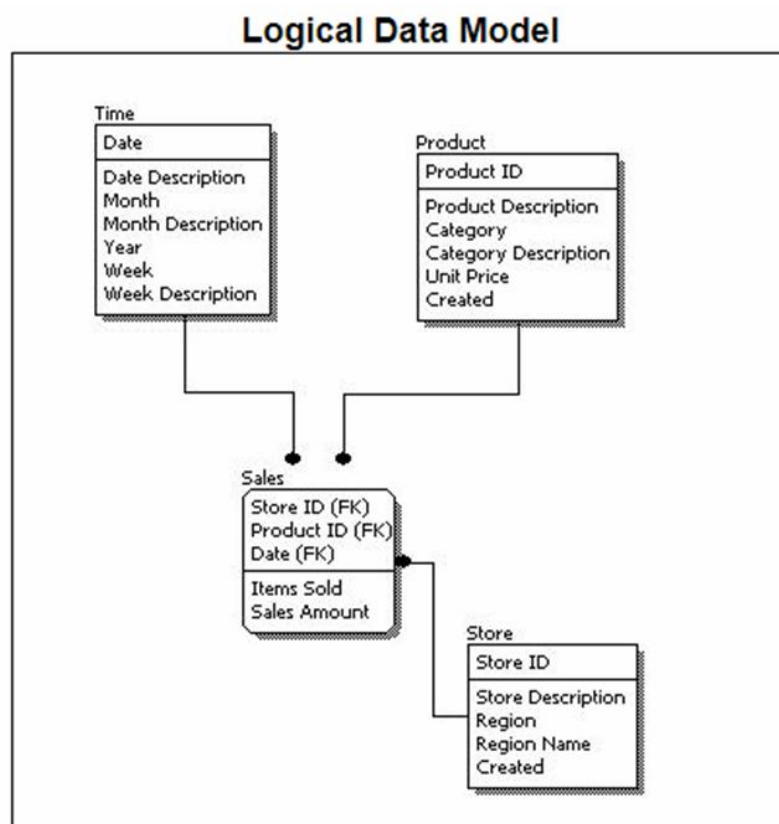 Logical Data Model
Time
Date
Date Description
Month
Month Description
Year
Week
Week Description
Product
Product ID
Product Description
Category
Category Description
Unit Price
Created
Sales
Store ID (FK)
Product ID (FK)
Date (FK)
Items Sold
Sales Amount
Store
Store ID
Store Description
Region
Region Name
Created